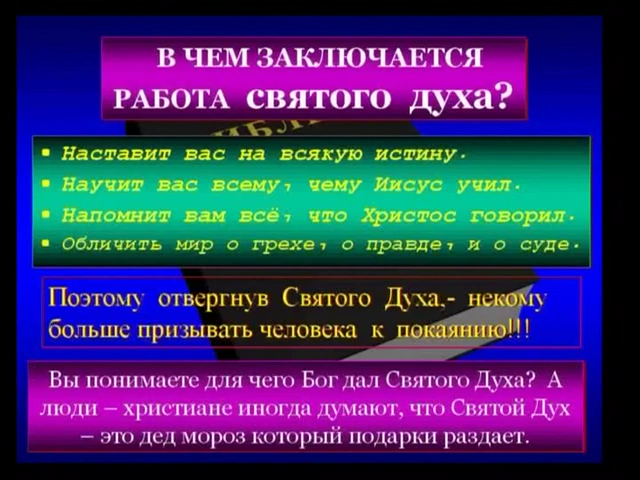 В ЧЕМ ЗАКЛЮЧАЕТСЯ
РАБОТА святого духа?
• Наставит вас на всякую истину.
• Научит вас всему, чему Иисус учил.
• Напомнит вам всё, что Христос говорил.
• Обличить мир о грехе, о правде, и о суде.
Поэтому отвергнув Святого Духа,- некому
больше призывать человека к покаянию!!!
Вы понимаете для чего Бог дал Святого Духа? А
люди – христиане иногда думают, что Святой Дух
– это дед мороз который подарки раздает.